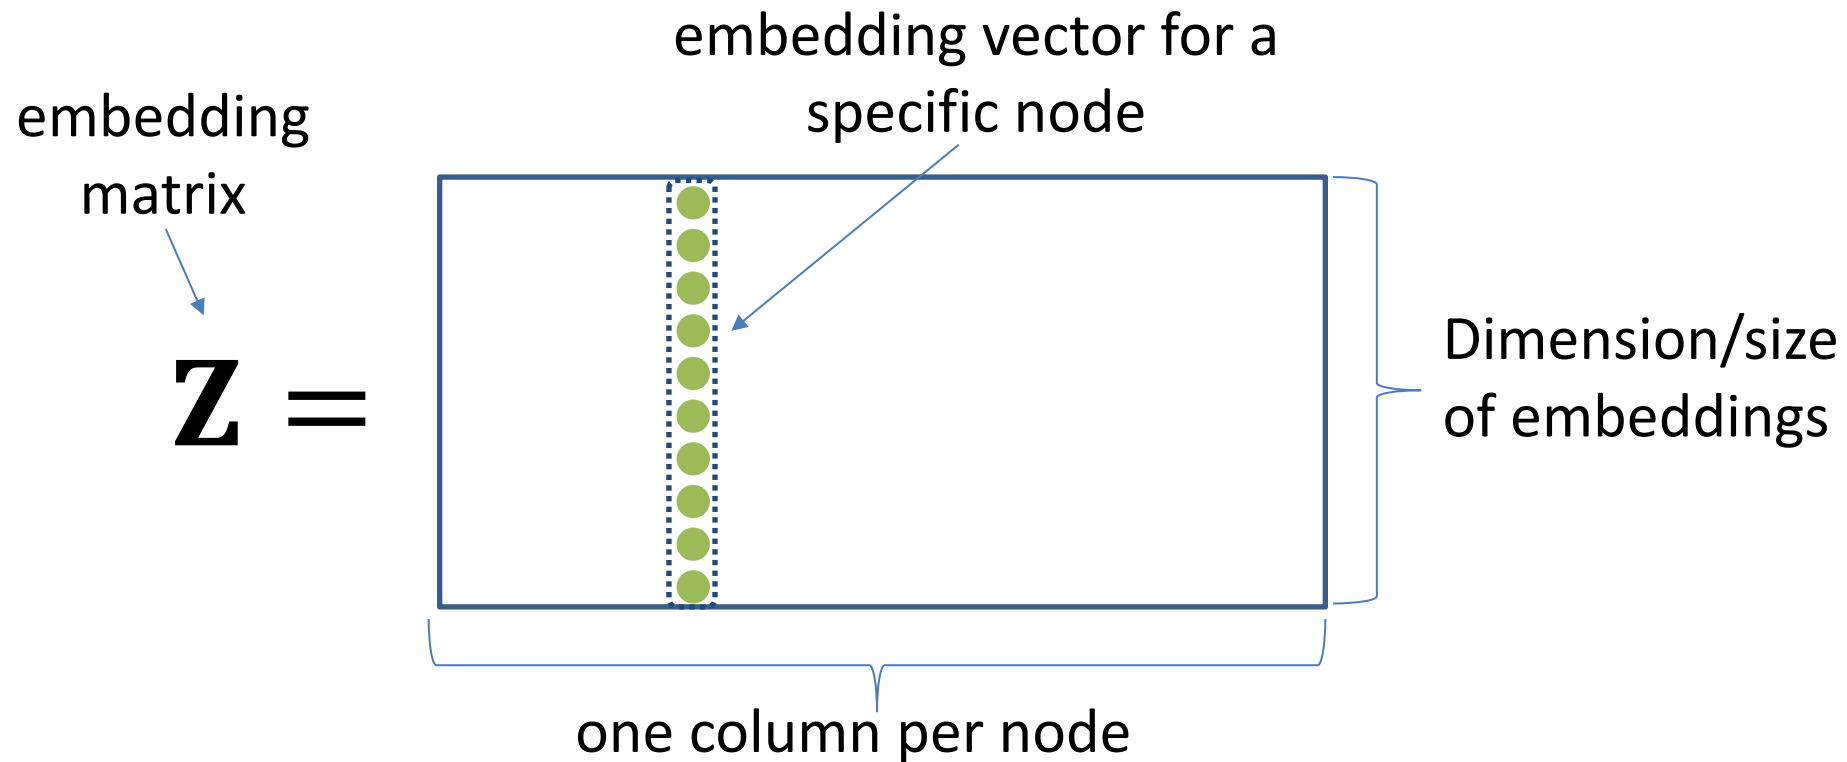 embedding vector for a
specific node
embedding
matrix
Z =
Dimension/size
of embeddings
one column per node